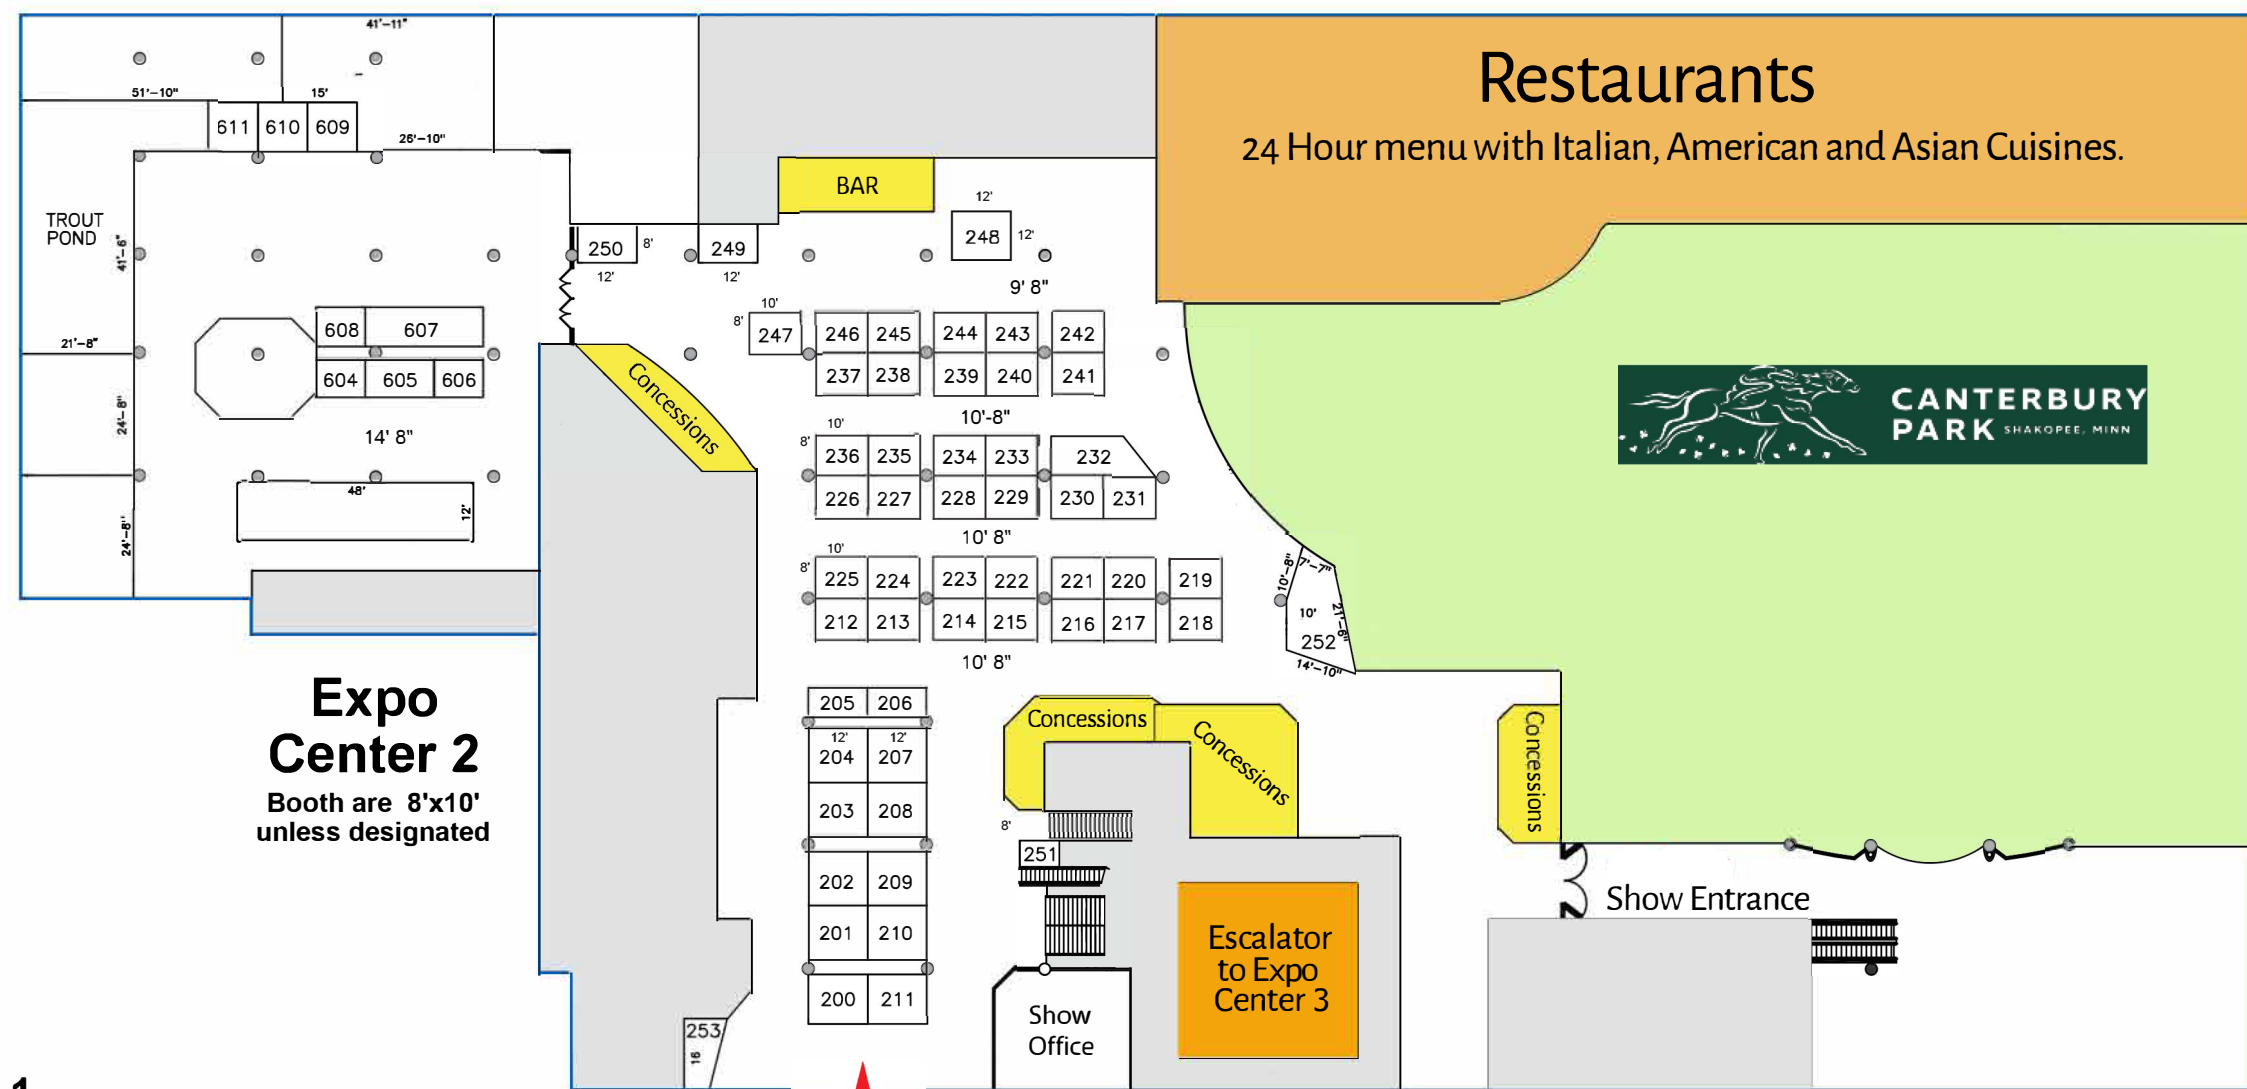 41'-11"
Restaurants
24 Hour menu with Italian, American and Asian Cuisines.
51'-10"
15'
611 610 609
26'-10"
BAR
12'
248 12'
TROUT
POND
41'-6"
250 8'
12'
249
12'
9' 8"
10'
8' 247
246 245 244 243 242
237 238 239 240 241
608 607
604 605 606
21'-8"
24'-8"
14' 8"
Concessions
10'-8"
CANTERBURY
PARK SHAKOPEE, MINN
10'
8'
236 235 234 233 232
226 227 228 229 230 231
48'
12'
24'-8"
10' 8"
10'
8'
225 224 223 222 221 220 219
212 213 214 215 216 217 218
10'-8"
7'-7"
10'
21'-6"
252
14'-10"
10' 8"
Expo
Center 2
Booth are 8'x10'
unless designated
205 206
12' 12'
204 207
203 208
202 209
201 210
200 211
Concessions
Concessions
Concessions
8'
251
Show Entrance
Escalator
to Expo
Center 3
Show
Office
253
16
1